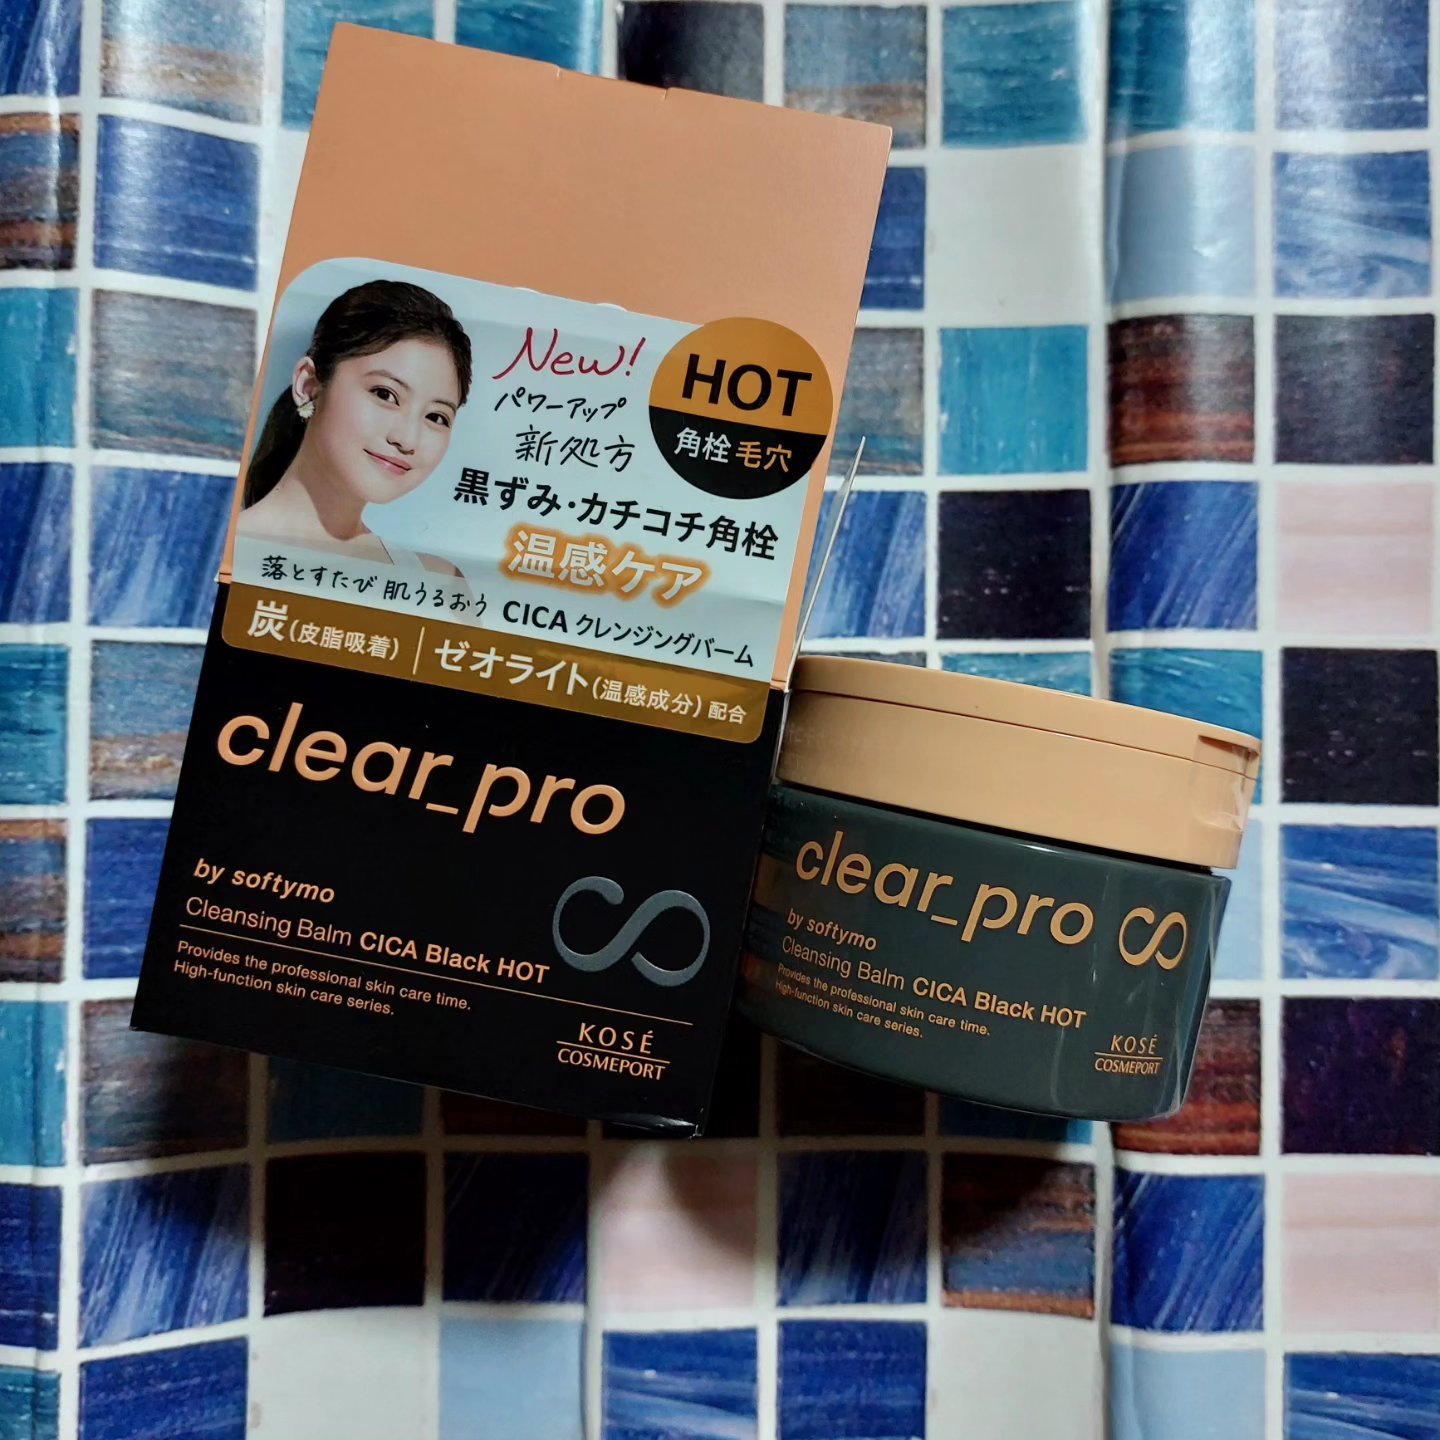 New!
パワーアップ
新処方
HOT
角栓 毛穴
黒ずみ・カチコチ角栓
温感ケア
落とすたび 肌うるおう CICA クレンジングバーム
炭(皮脂吸着) | ゼオライト(温感成分) 配合
clear_pro
by softymo
Cleansing Balm CICA Black HOT
Provides the professional skin care time.
High-function skin care series.
KOSÉ
COSMEPORT
clear_pro
by softymo
Cleansing Balm CICA Black HOT
Provides the professional skin care time.
High-function skin care series.
KOSÉ
COSMEPORT